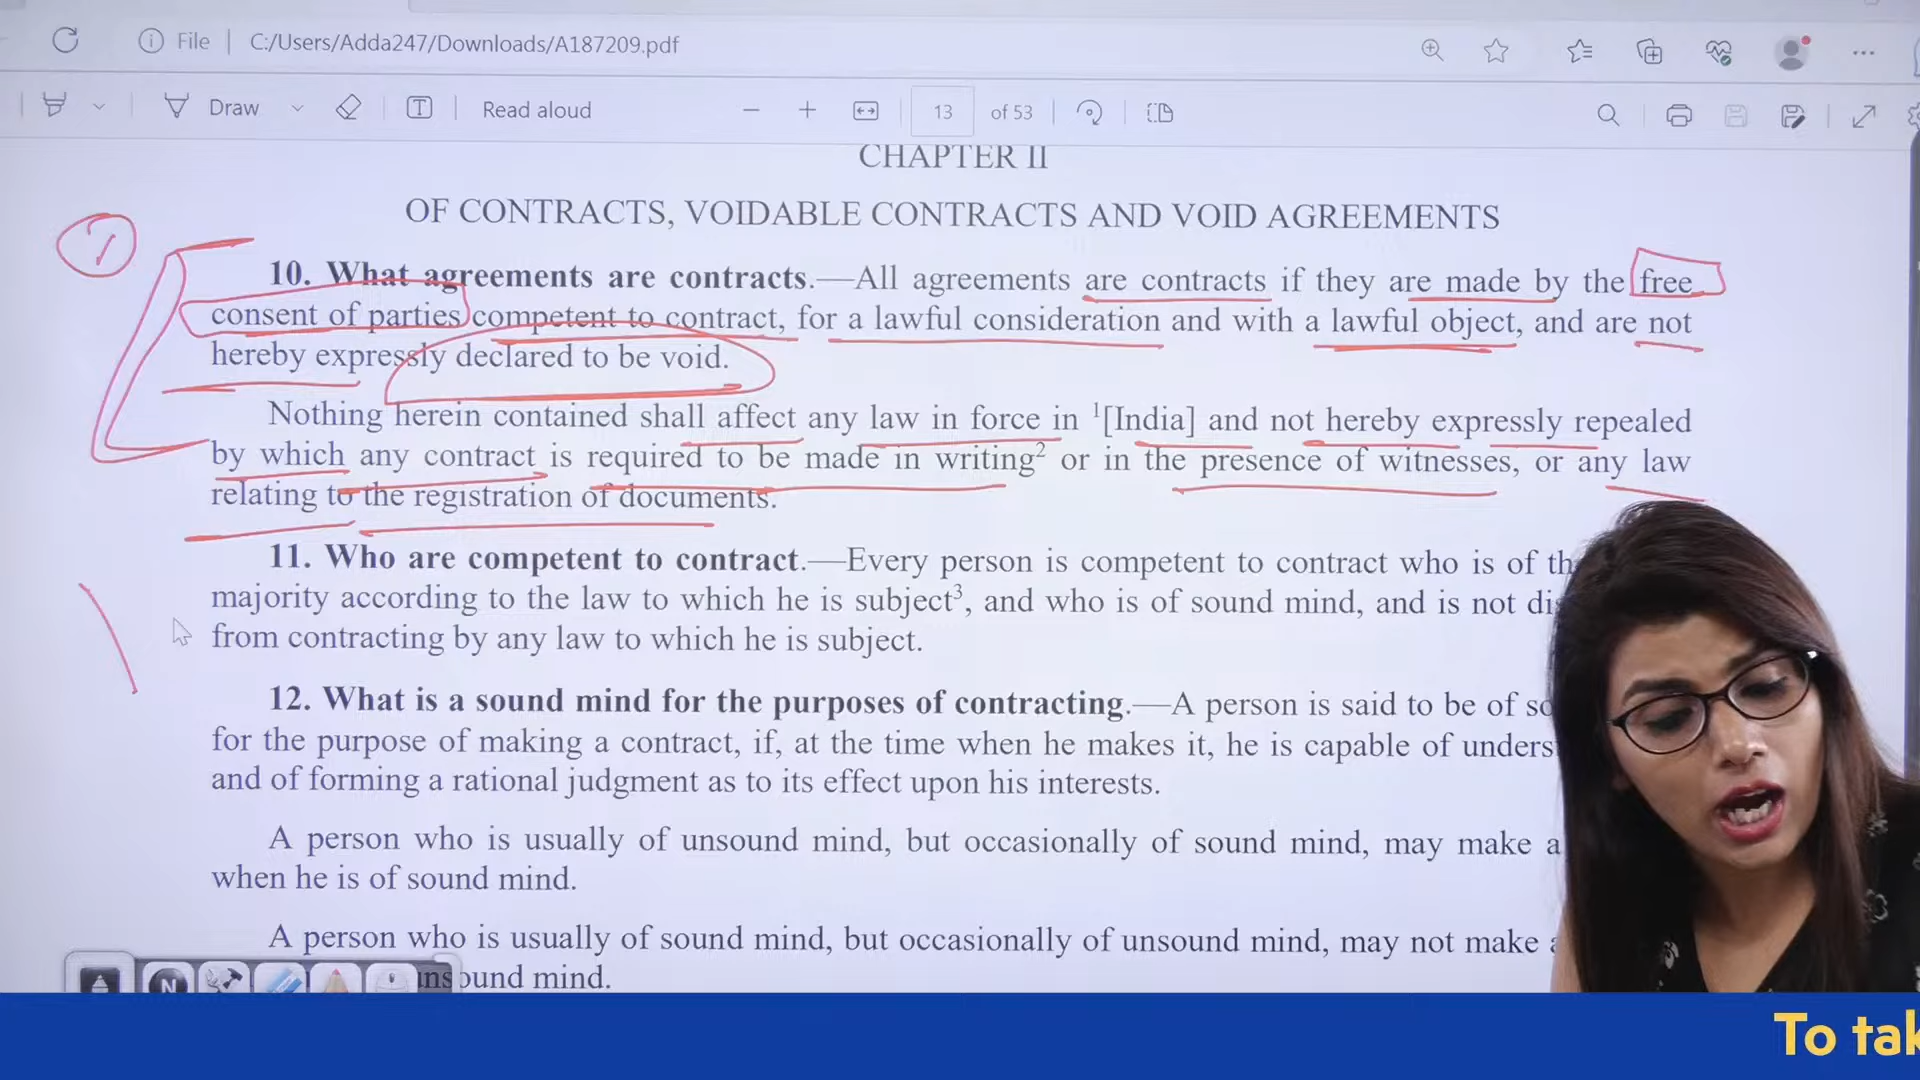 File | C:/Users/Adda247/Downloads/A187209.pdf
Draw Read aloud 13 of 53
CHAPTER II
OF CONTRACTS, VOIDABLE CONTRACTS AND VOID AGREEMENTS
10. What agreements are contracts.—All agreements are contracts if they are made by the free
consent of parties competent to contract, for a lawful consideration and with a lawful object, and are not
hereby expressly declared to be void.
Nothing herein contained shall affect any law in force in ¹[India] and not hereby expressly repealed
by which any contract is required to be made in writing² or in the presence of witnesses, or any law
relating to the registration of documents.
11. Who are competent to contract.—Every person is competent to contract who is of th
majority according to the law to which he is subject³, and who is of sound mind, and is not dis
from contracting by any law to which he is subject.
12. What is a sound mind for the purposes of contracting.—A person is said to be of so
for the purpose of making a contract, if, at the time when he makes it, he is capable of unders
and of forming a rational judgment as to its effect upon his interests.
A person who is usually of unsound mind, but occasionally of sound mind, may make a
when he is of sound mind.
A person who is usually of sound mind, but occasionally of unsound mind, may not make a
N unsound mind.
To tak